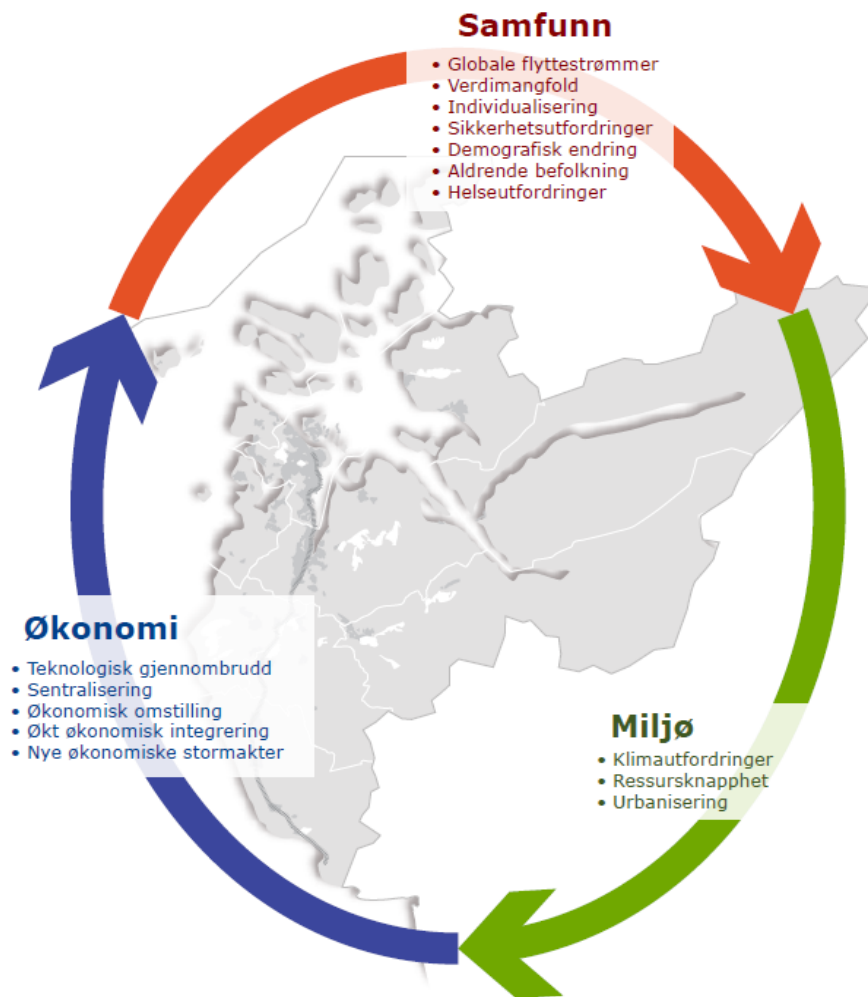 Samfunn
• Globale flyttestrømmer
• Verdimangfold
• Individualisering
• Sikkerhetsutfordringer
• Demografisk endring
• Aldrende befolkning
• Helseutfordringer
Økonomi
• Teknologisk gjennombrudd
• Sentralisering
• Økonomisk omstilling
• Økt økonomisk integrering
• Nye økonomiske stormakter
Miljø
• Klimautfordringer
• Ressursknapphet
• Urbanisering